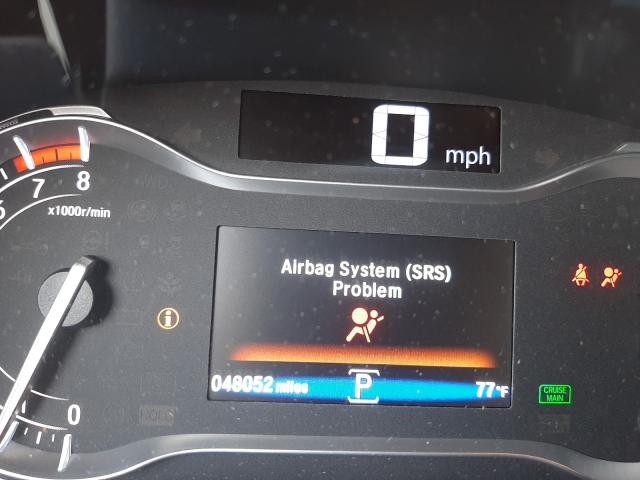 0 mph
7 8
x1000r/min
Airbag System (SRS)
Problem
i
048052 miles P 77°F
CRUISE
MAIN
0